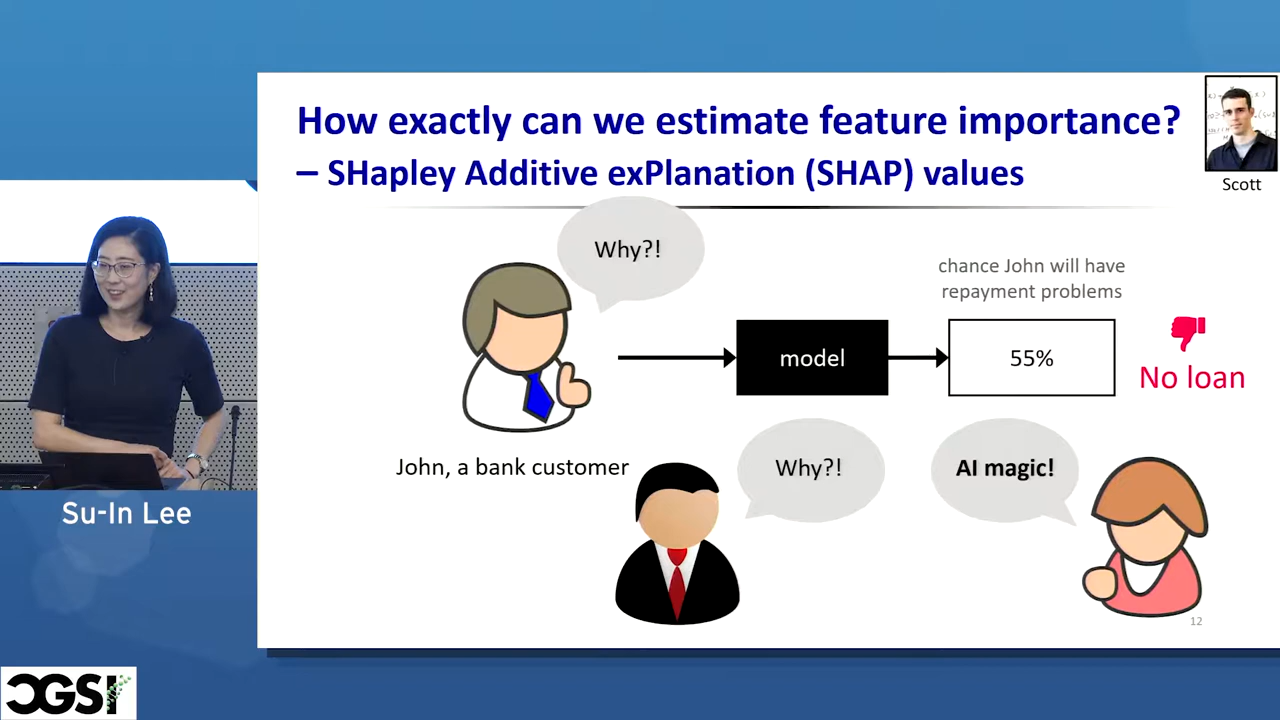 How exactly can we estimate feature importance?
– SHapley Additive exPlanation (SHAP) values
Scott
Why?!
chance John will have
repayment problems
model
55%
No loan
John, a bank customer
Why?!
AI magic!
12
Su-In Lee
CGSI